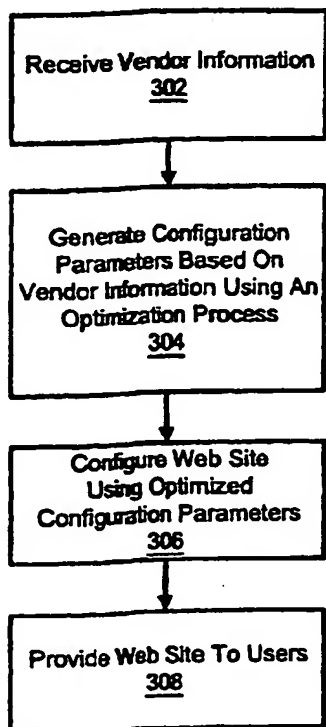 Receive Vendor Information
302
Generate Configuration
Parameters Based On
Vendor Information Using An
Optimization Process
304
Configure Web Site
Using Optimized
Configuration Parameters
306
Provide Web Site To Users
308